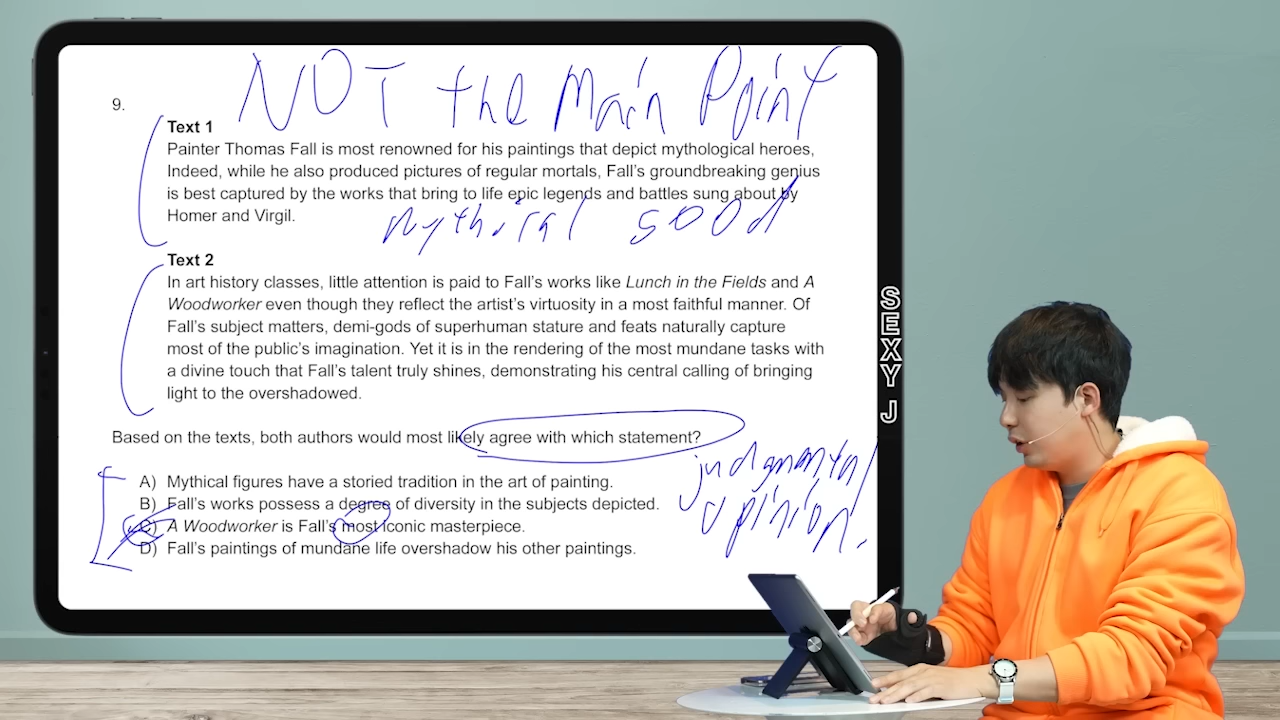 NOT the Main Point
9.
Text 1
Painter Thomas Fall is most renowned for his paintings that depict mythological heroes,
Indeed, while he also produced pictures of regular mortals, Fall's groundbreaking genius
is best captured by the works that bring to life epic legends and battles sung about by
Homer and Virgil.
mythical good
Text 2
In art history classes, little attention is paid to Fall's works like Lunch in the Fields and A
Woodworker even though they reflect the artist's virtuosity in a most faithful manner. Of
Fall's subject matters, demi-gods of superhuman stature and feats naturally capture
most of the public's imagination. Yet it is in the rendering of the most mundane tasks with
a divine touch that Fall's talent truly shines, demonstrating his central calling of bringing
light to the overshadowed.
Based on the texts, both authors would most likely agree with which statement?
A) Mythical figures have a storied tradition in the art of painting.
B) Fall's works possess a degree of diversity in the subjects depicted.
C) A Woodworker is Fall's most iconic masterpiece.
D) Fall's paintings of mundane life overshadow his other paintings.
judgmental
opinion.
SEXY J